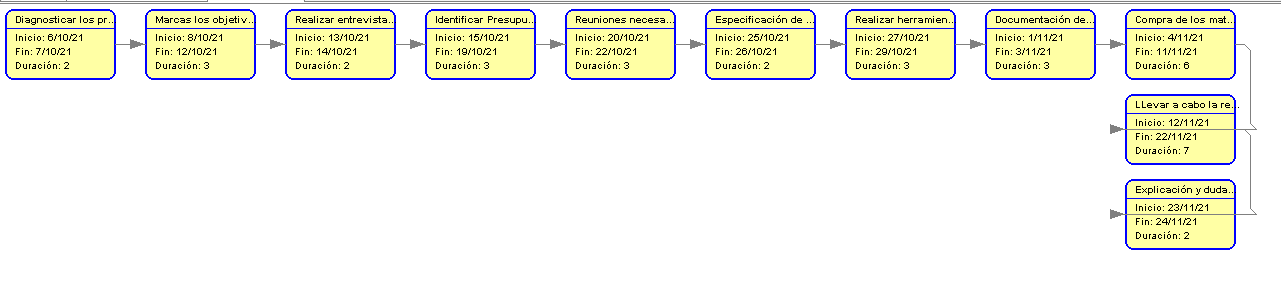 Diagnosticar los pr...
Inicio: 6/10/21
Fin: 7/10/21
Duración: 2
Marcas los objetiv...
Inicio: 8/10/21
Fin: 12/10/21
Duración: 3
Realizar entrevista...
Inicio: 13/10/21
Fin: 14/10/21
Duración: 2
Identificar Presupu...
Inicio: 15/10/21
Fin: 19/10/21
Duración: 3
Reuniones necesa...
Inicio: 20/10/21
Fin: 22/10/21
Duración: 3
Especificación de ...
Inicio: 25/10/21
Fin: 26/10/21
Duración: 2
Realizar herramien...
Inicio: 27/10/21
Fin: 29/10/21
Duración: 3
Documentación de...
Inicio: 1/11/21
Fin: 3/11/21
Duración: 3
Compra de los mat...
Inicio: 4/11/21
Fin: 11/11/21
Duración: 6
LLevar a cabo la re...
Inicio: 12/11/21
Fin: 22/11/21
Duración: 7
Explicación y duda...
Inicio: 23/11/21
Fin: 24/11/21
Duración: 2